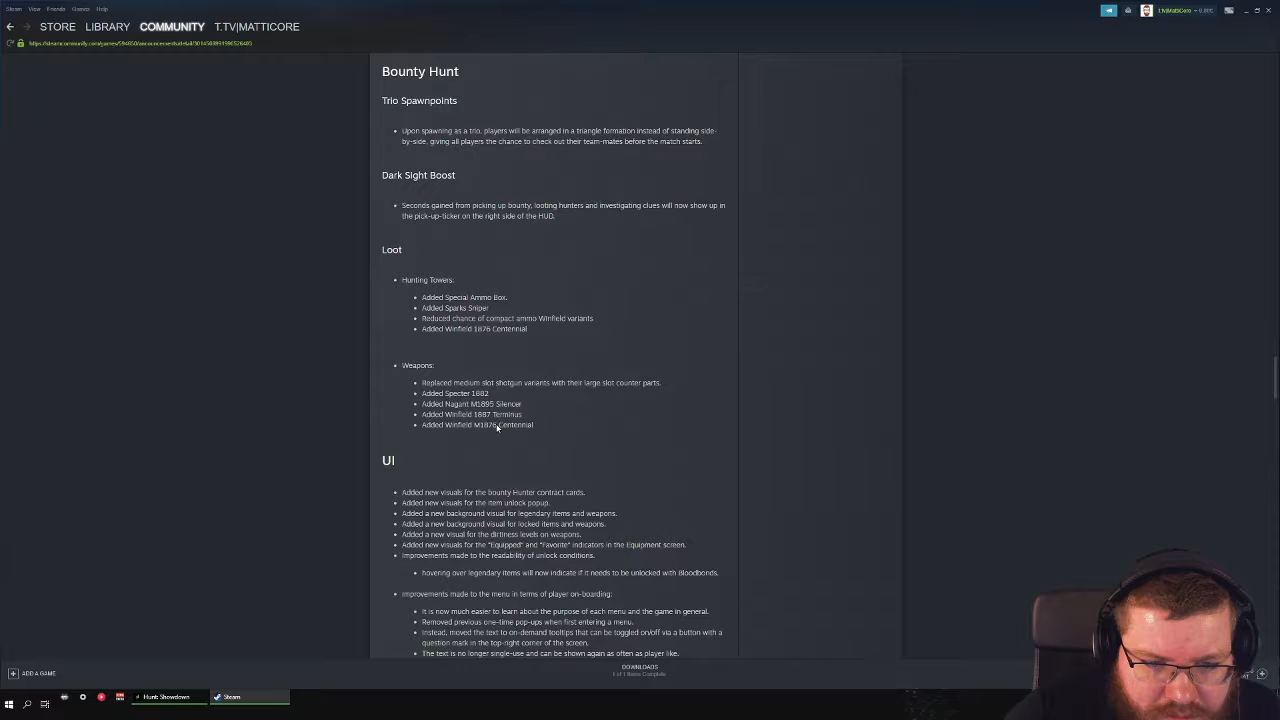 Steam View Friends Games Help
t.TV|MattiCore
STORE LIBRARY COMMUNITY T.TV|MATTICORE
Bounty Hunt
Trio Spawnpoints
Upon spawning as a trio, players will be arranged in a triangle formation instead of standing side-
by-side, giving all players the chance to check out their team-mates before the match starts.
Dark Sight Boost
Seconds gained from picking up bounty, looting hunters and investigating clues will now show up in
the pick-up-ticker on the right side of the HUD.
Loot
Hunting Towers:
Added Special Ammo Box.
Added Sparks Sniper
Reduced chance of compact ammo Winfield variants
Added Winfield 1876 Centennial
Weapons:
Replaced medium slot shotgun variants with their large slot counter parts.
Added Specter 1882
Added Nagant M1895 Silencer
Added Winfield 1887 Terminus
Added Winfield M1876 Centennial
UI
Added new visuals for the bounty Hunter contract cards.
Added new visuals for the item unlock popup.
Added a new background visual for legendary items and weapons.
Added a new background visual for locked items and weapons.
Added a new visual for the dirtiness levels on weapons.
Added new visuals for the "Equipped" and "Favorite" indicators in the Equipment screen.
Improvements made to the readability of unlock conditions.
hovering over legendary items will now indicate if it needs to be unlocked with Bloodbonds.
Improvements made to the menu in terms of player on-boarding:
It is now much easier to learn about the purpose of each menu and the game in general.
Removed previous one-time pop-ups when first entering a menu.
Instead, moved the text to on-demand tooltips that can be toggled on/off via a button with a
question mark in the top-right corner of the screen.
The text is no longer single-use and can be shown again as often as player like.
ADD A GAME
DOWNLOADS
1 of 1 Items Complete
Hunt: Showdown
Steam